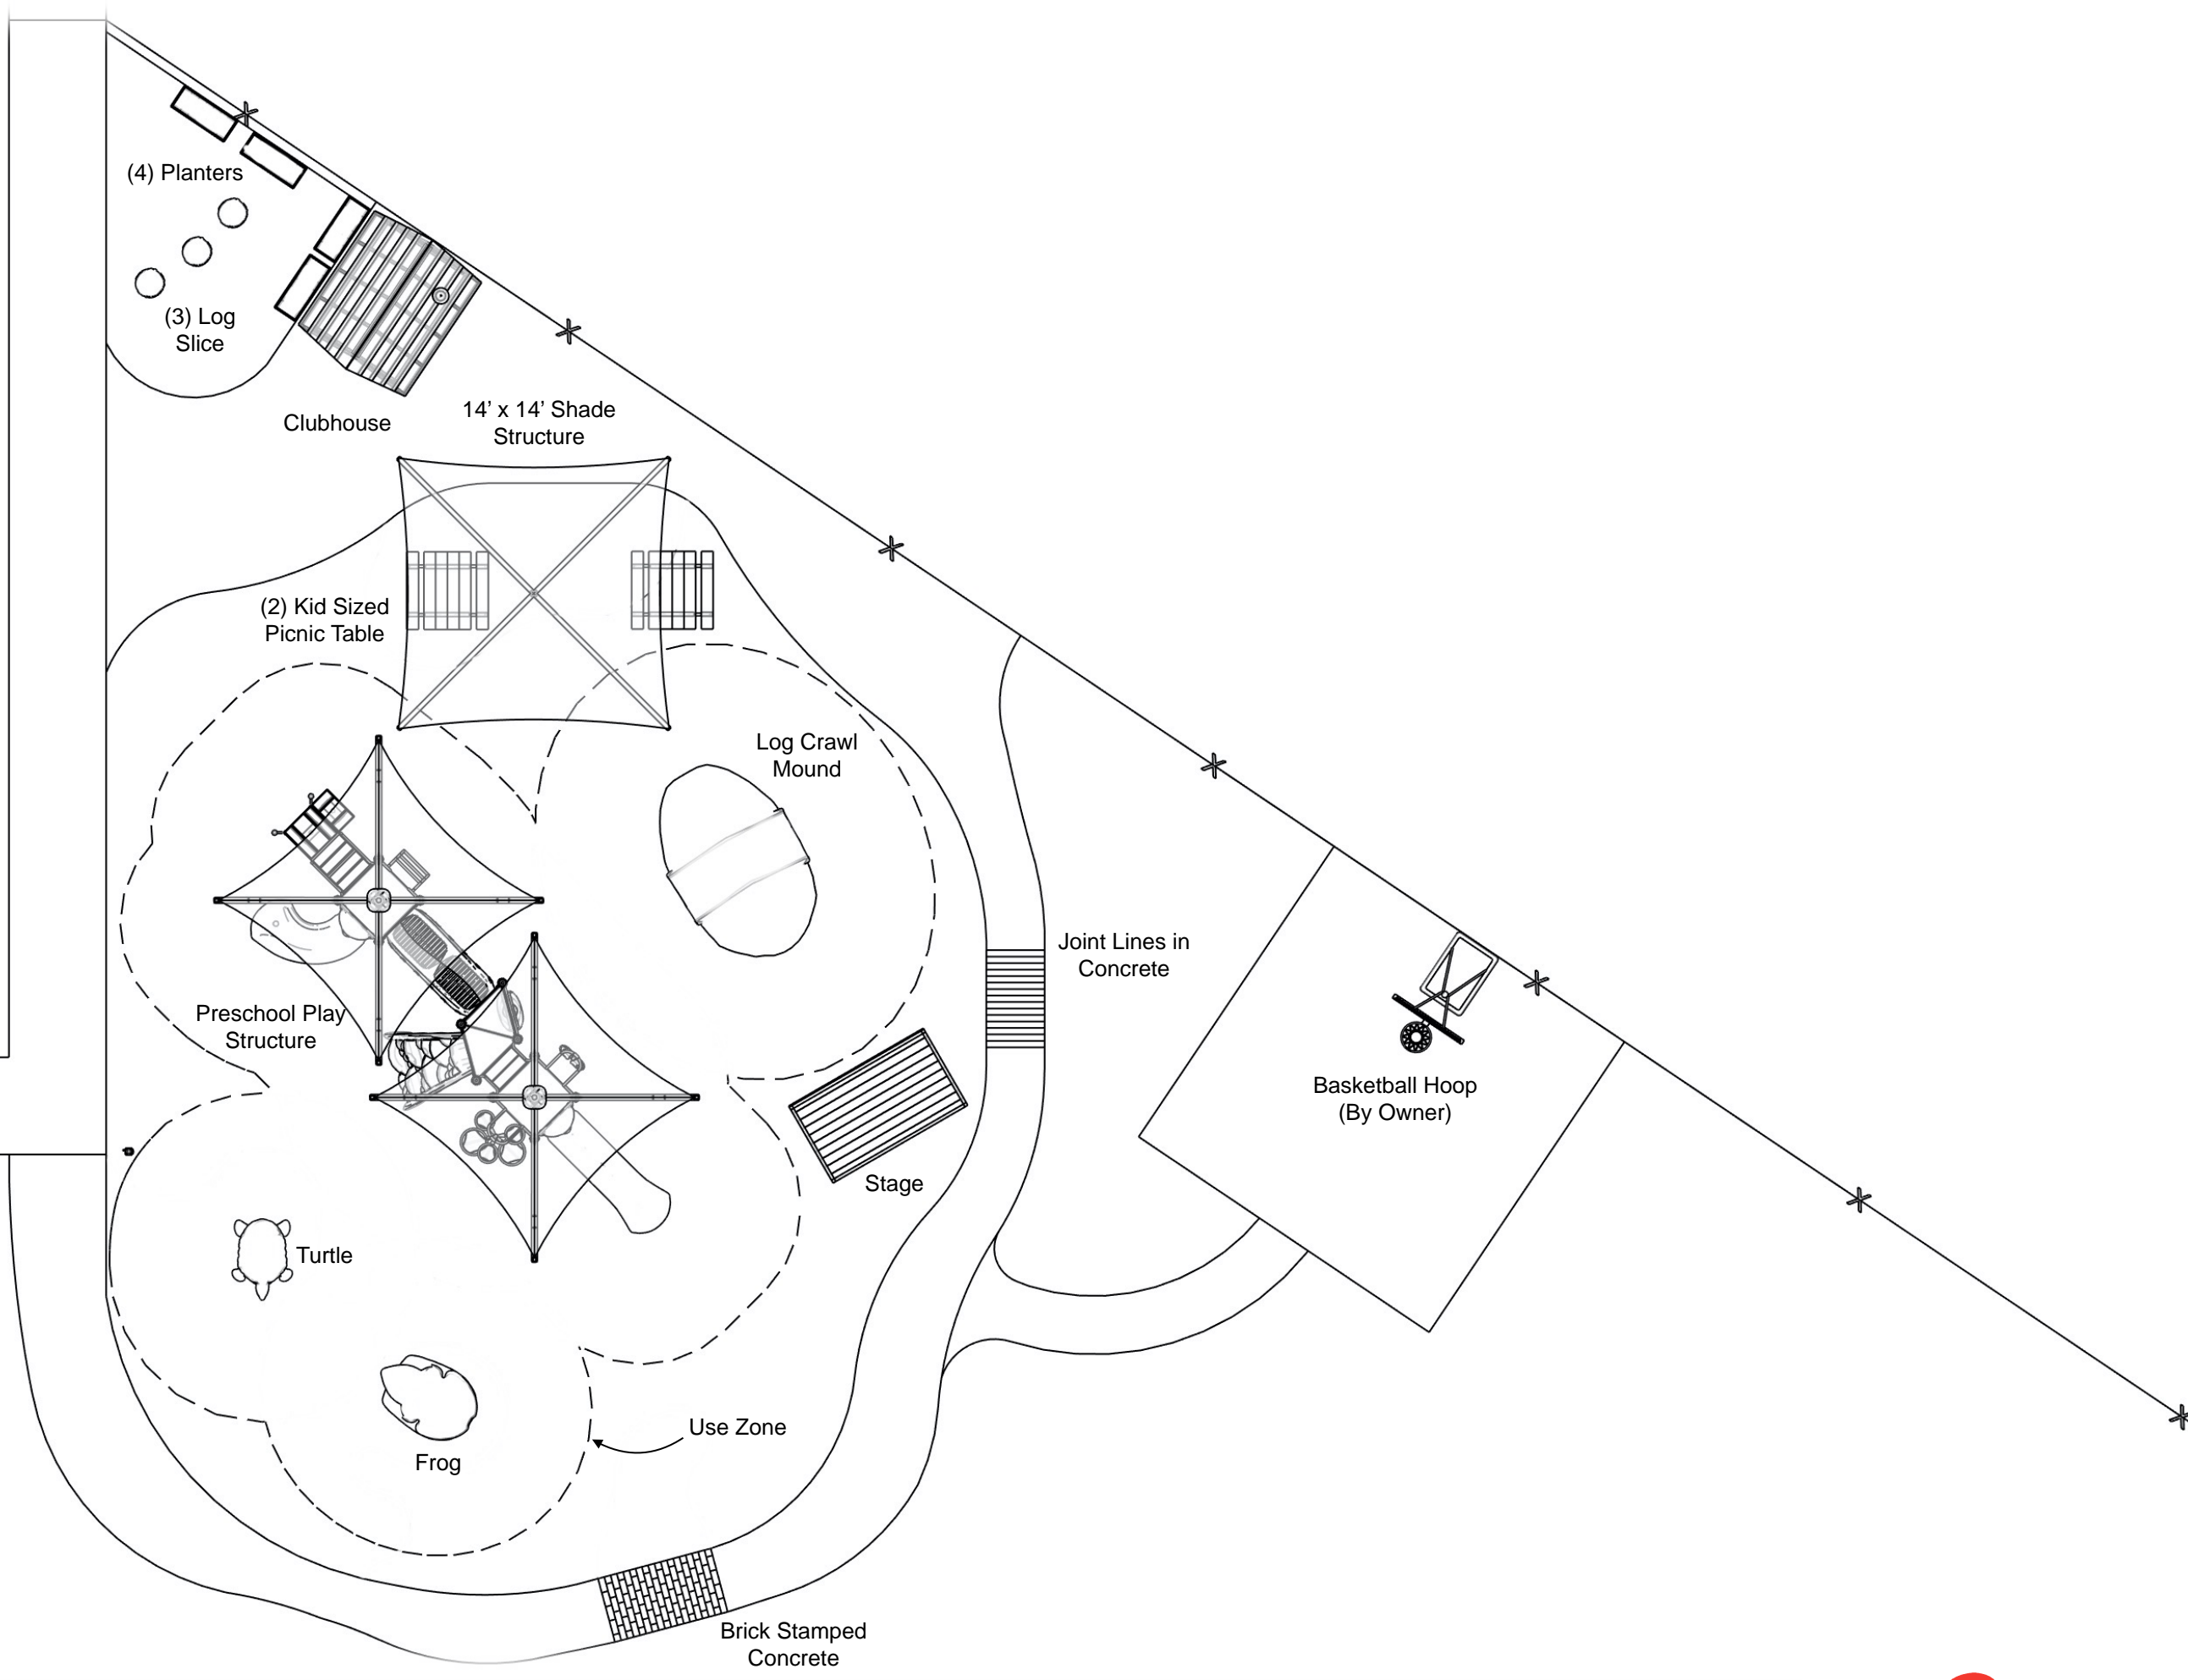 (4) Planters
(3) Log
Slice
Clubhouse
14’ x 14’ Shade
Structure
(2) Kid Sized
Picnic Table
Log Crawl
Mound
Joint Lines in
Concrete
Preschool Play
Structure
Basketball Hoop
(By Owner)
Stage
Turtle
Use Zone
Frog
Brick Stamped
Concrete